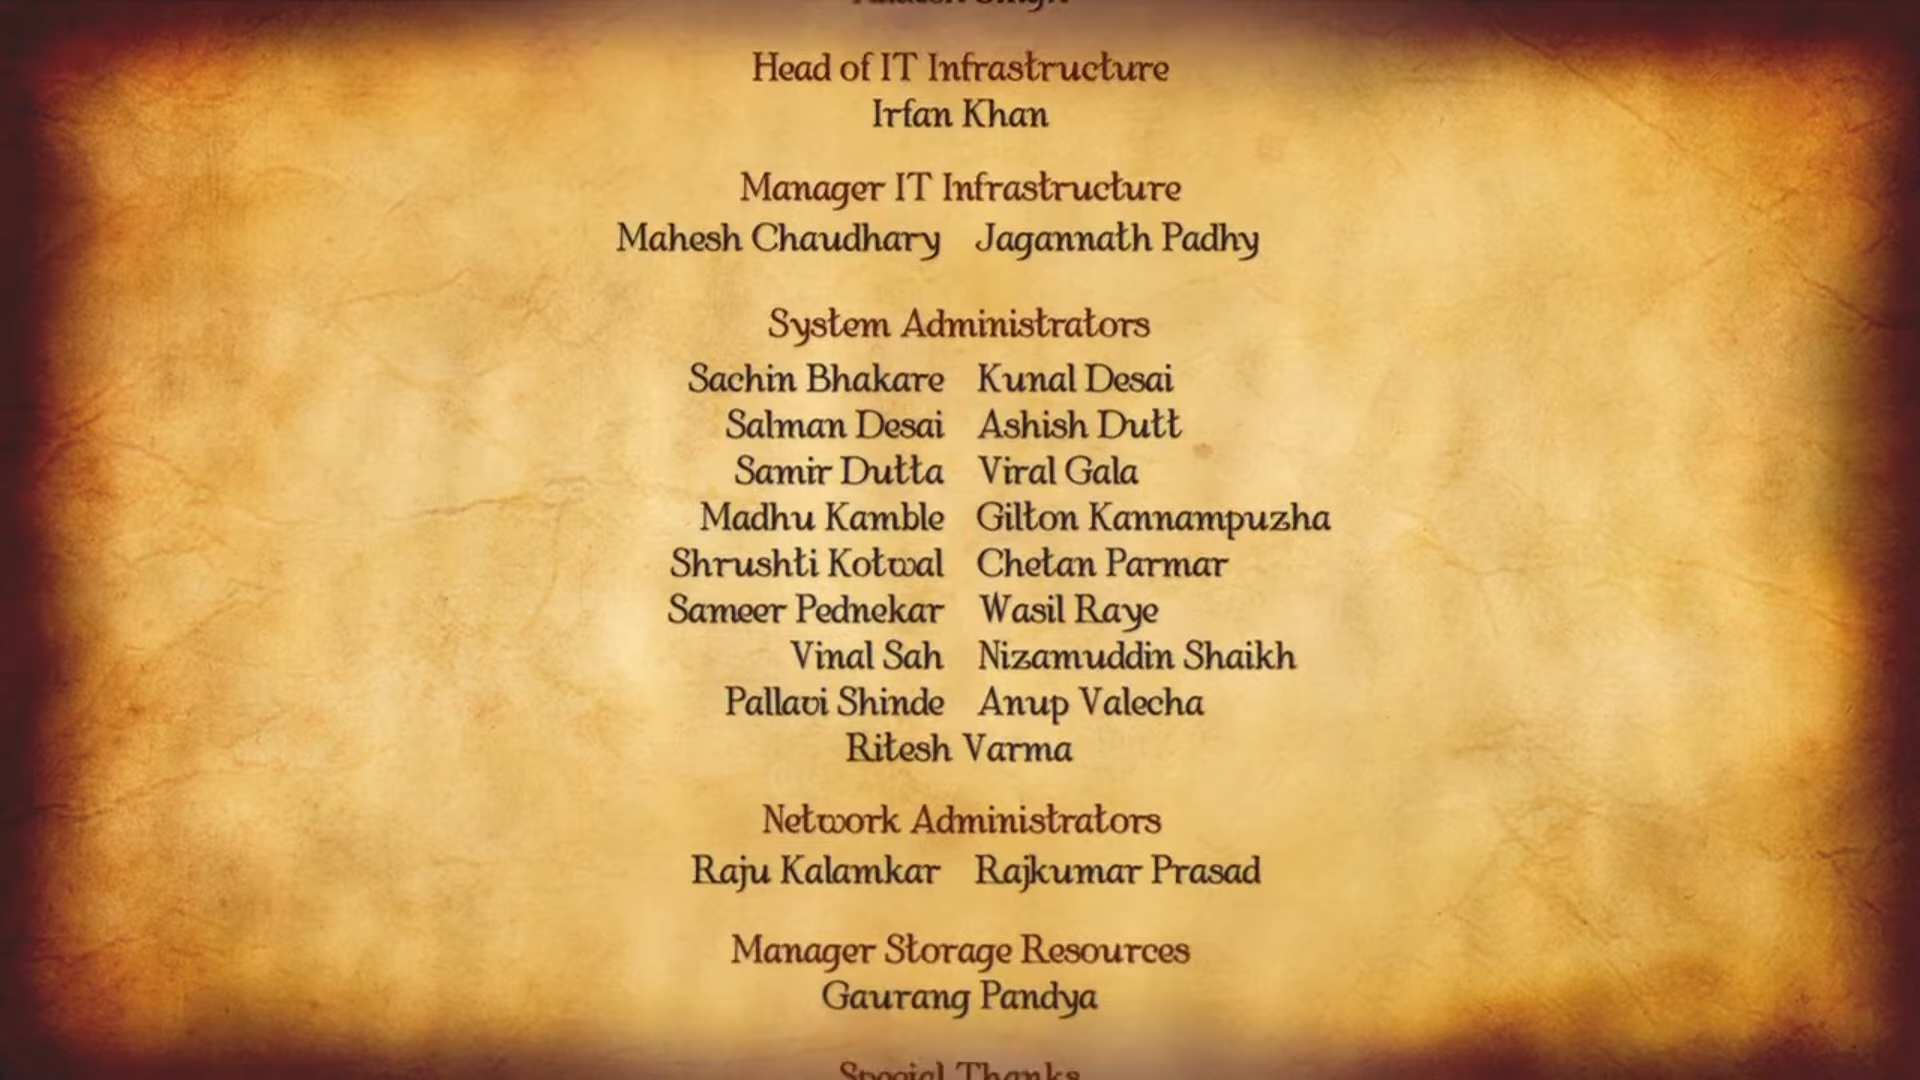 Head of IT Infrastructure
Irfan Khan
Manager IT Infrastructure
Mahesh Chaudhary Jagannath Padhy
System Administrators
Sachin Bhakare Kunal Desai
Salman Desai Ashish Dutt
Samir Dutta Viral Gala
Madhu Kamble Gilton Kannampuzha
Shrushti Kotwal Chetan Parmar
Sameer Pednekar Wasil Raye
Vinal Sah Nizamuddin Shaikh
Pallavi Shinde Anup Valecha
Ritesh Varma
Network Administrators
Raju Kalamkar Rajkumar Prasad
Manager Storage Resources
Gaurang Pandya
Special Thanks